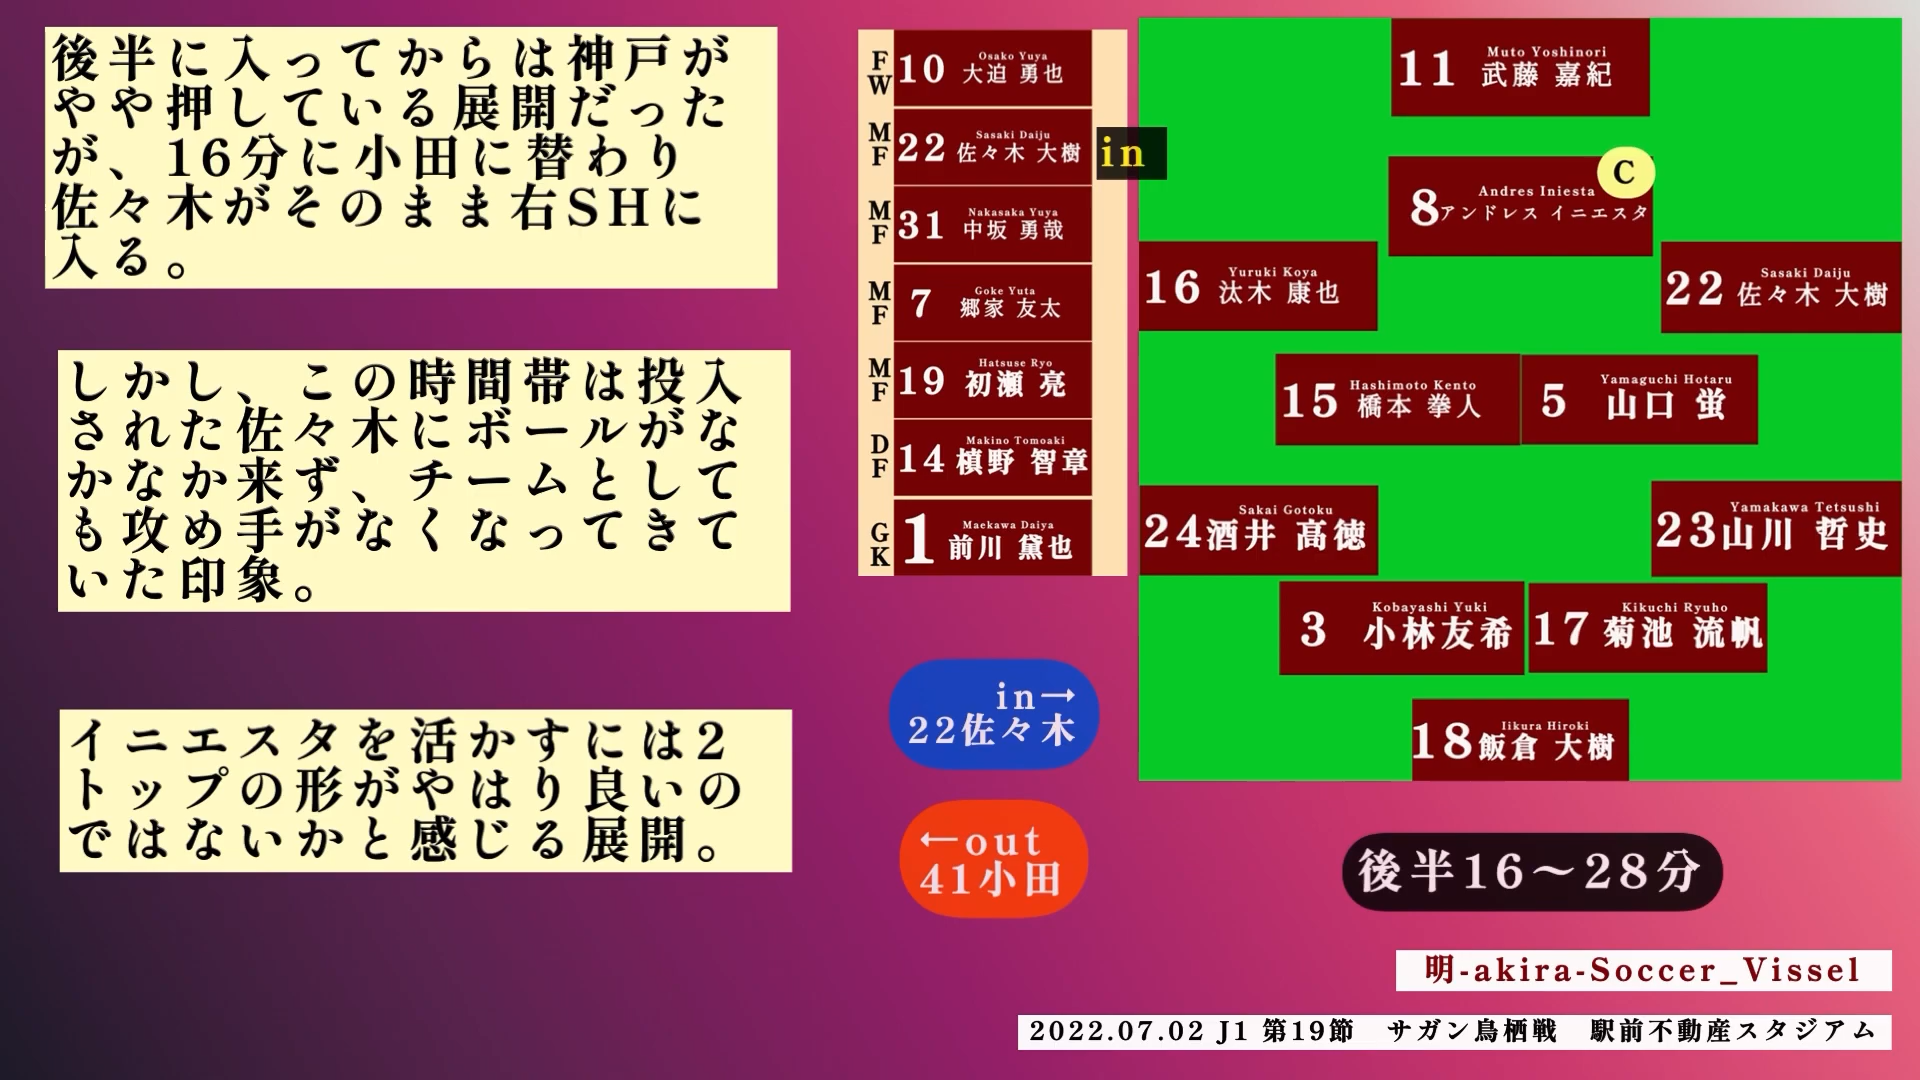 後半に入ってからは神戸が
やや押している展開だった
が、16分に小田に替わり
佐々木がそのまま右SHに
入る。
しかし、この時間帯は投入
された佐々木にボールがな
かなか来ず、チームとして
も攻め手がなくなってきて
いた印象。
イニエスタを活かすには2
トップの形がやはり良いの
ではないかと感じる展開。
FW 10 Osako Yuya
大迫 勇也
MF 22 Sasaki Daiju
佐々木 大樹
in
MF 31 Nakasaka Yuya
中坂 勇哉
MF 7 Goke Yuta
郷家 友太
MF 19 Hatsuse Ryo
初瀬 亮
DF 14 Makino Tomoaki
槙野 智章
GK 1 Maekawa Daiya
前川 黛也
in→
22佐々木
←out
41小田
11 Muto Yoshinori
武藤 嘉紀
C
8 Andres Iniesta
アンドレス イニエスタ
16 Yuruki Koya
汰木 康也
22 Sasaki Daiju
佐々木 大樹
15 Hashimoto Kento
橋本 拳人
5 Yamaguchi Hotaru
山口 蛍
24 Sakai Gotoku
酒井 高徳
23 Yamakawa Tetsushi
山川 哲史
3 Kobayashi Yuki
小林友希
17 Kikuchi Ryuho
菊池 流帆
18 Iikura Hiroki
飯倉 大樹
後半16～28分
明-akira-Soccer_Vissel
2022.07.02 J1 第19節　サガン鳥栖戦　駅前不動産スタジアム